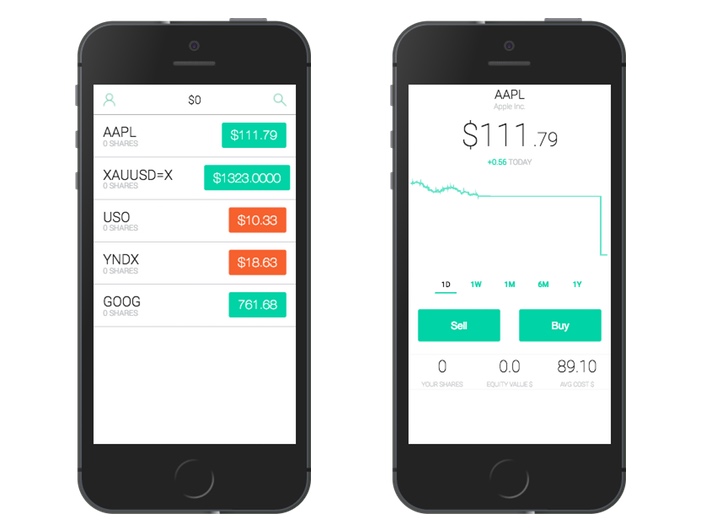 $0
AAPL
0 SHARES
$111.79
XAUUSD=X
0 SHARES
$1323.0000
USO
0 SHARES
$10.33
YNDX
0 SHARES
$18.63
GOOG
0 SHARES
761.68
AAPL
Apple Inc.
$111.79
+0.56 TODAY
1D 1W 1M 6M 1Y
Sell Buy
0 0.0 89.10
YOUR SHARES EQUITY VALUE $ AVG COST $